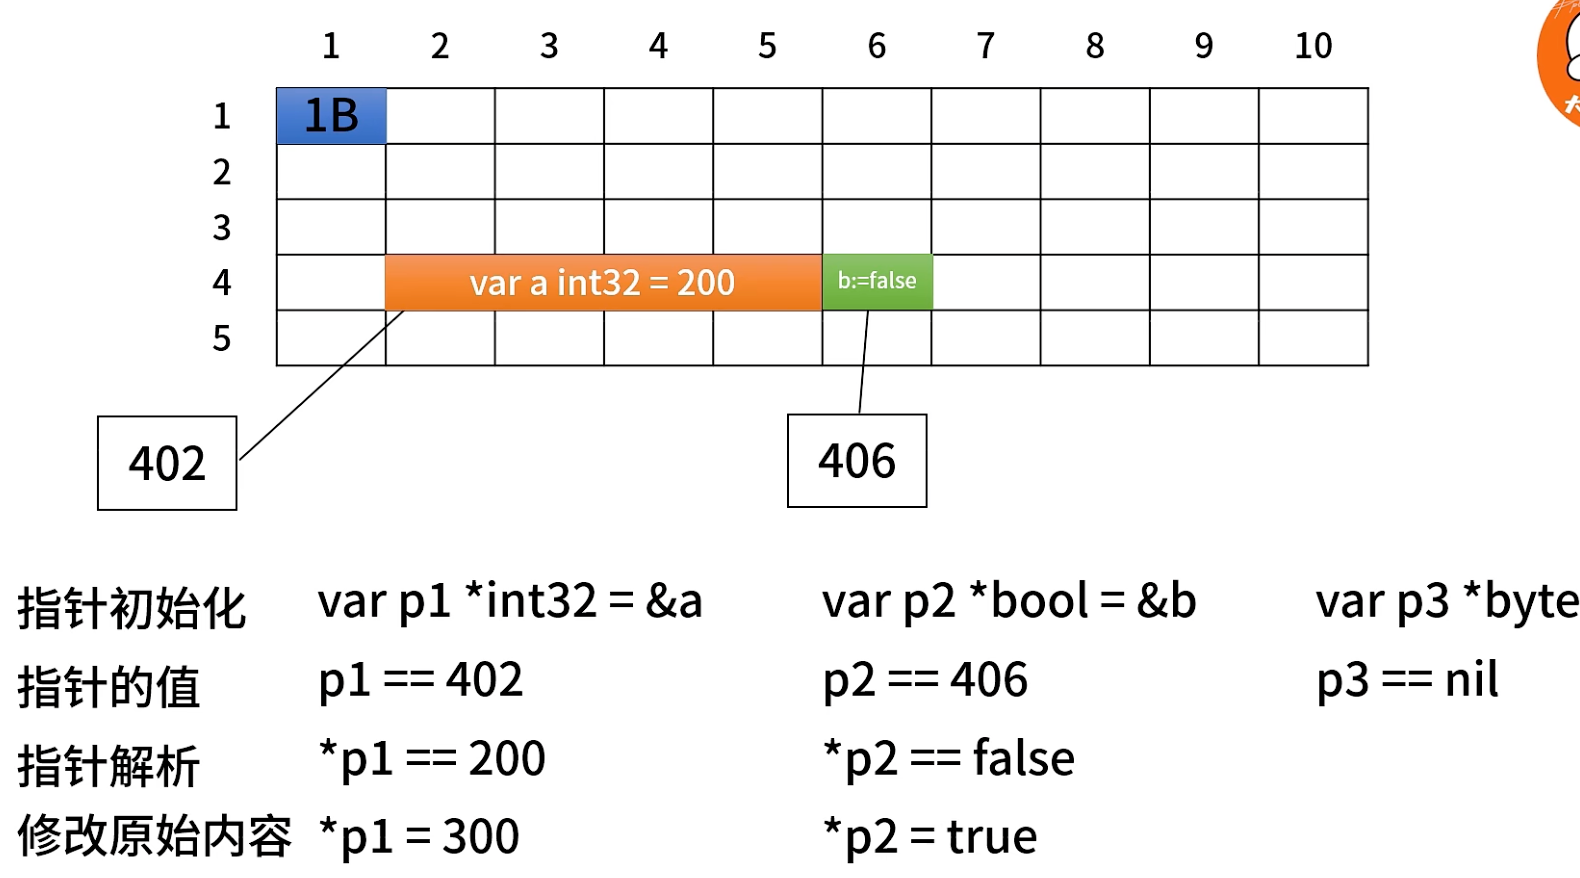 1 2 3 4 5 6 7 8 9 10
1 1B
2
3
4 var a int32 = 200 b:=false
5
402 406
指针初始化 var p1 *int32 = &a var p2 *bool = &b var p3 *byte
指针的值 p1 == 402 p2 == 406 p3 == nil
指针解析 *p1 == 200 *p2 == false
修改原始内容 *p1 = 300 *p2 = true